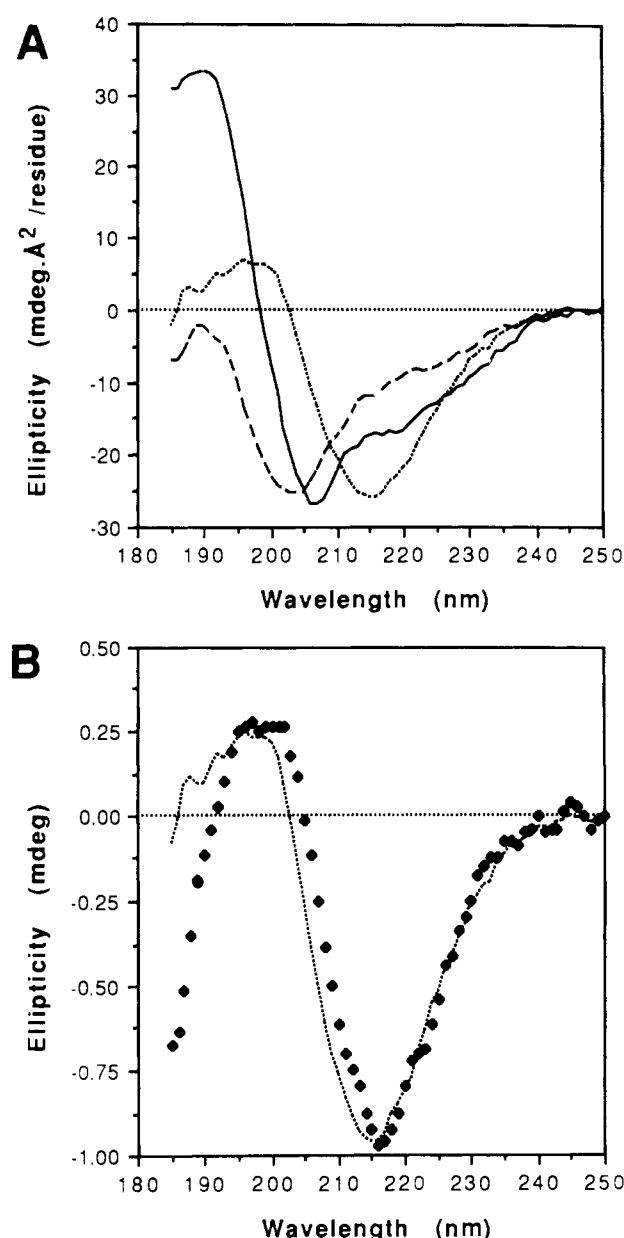 A
Ellipticity (mdeg.Å² /residue)
40
30
20
10
0
-10
-20
-30
180 190 200 210 220 230 240 250
Wavelength (nm)
B
Ellipticity (mdeg)
0.50
0.25
0.00
-0.25
-0.50
-0.75
-1.00
180 190 200 210 220 230 240 250
Wavelength (nm)